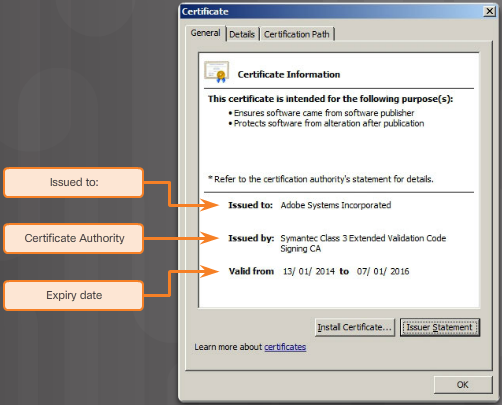 Certificate
General Details Certification Path
Certificate Information
This certificate is intended for the following purpose(s):
• Ensures software came from software publisher
• Protects software from alteration after publication
* Refer to the certification authority's statement for details.
Issued to:
Issued to: Adobe Systems Incorporated
Certificate Authority
Issued by: Symantec Class 3 Extended Validation Code
Signing CA
Expiry date
Valid from 13/ 01/ 2014 to 07/ 01/ 2016
Install Certificate... Issuer Statement
Learn more about certificates
OK